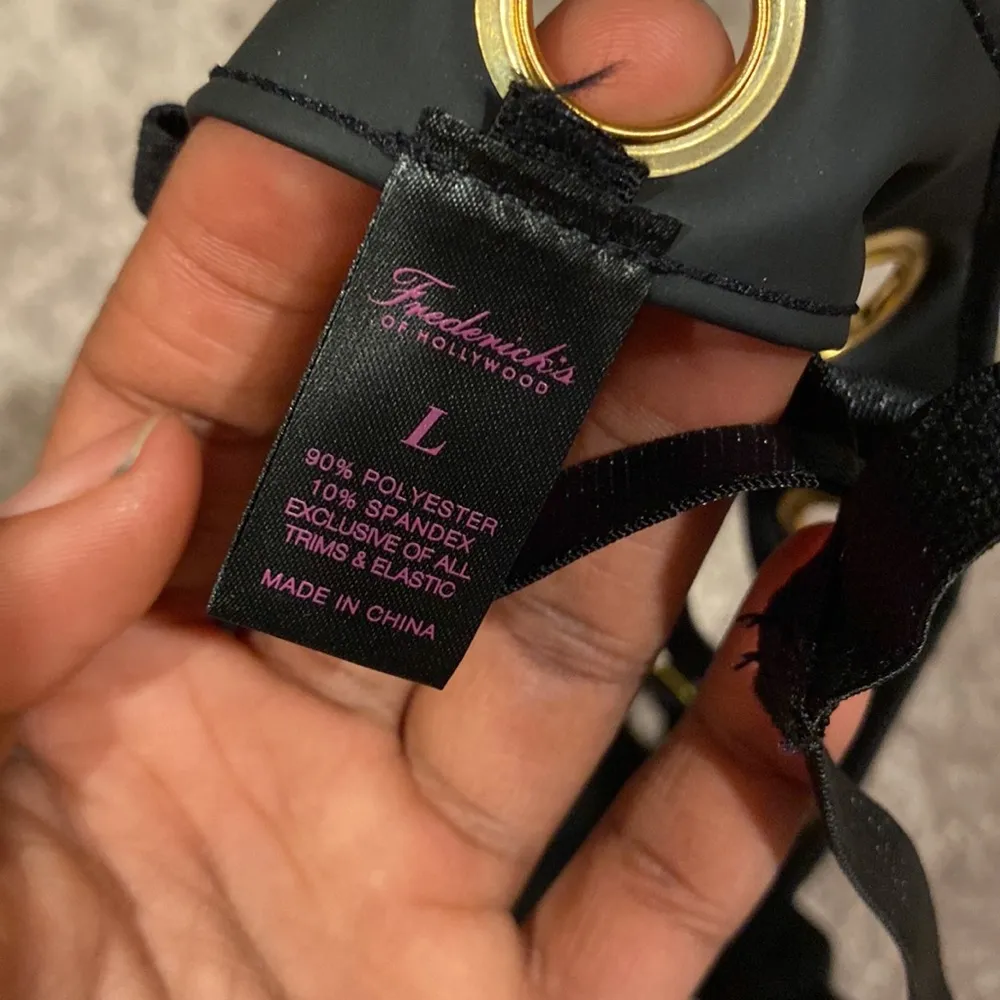 Frederick's
OF HOLLYWOOD
L
90% POLYESTER
10% SPANDEX
EXCLUSIVE OF ALL
TRIMS & ELASTIC
MADE IN CHINA